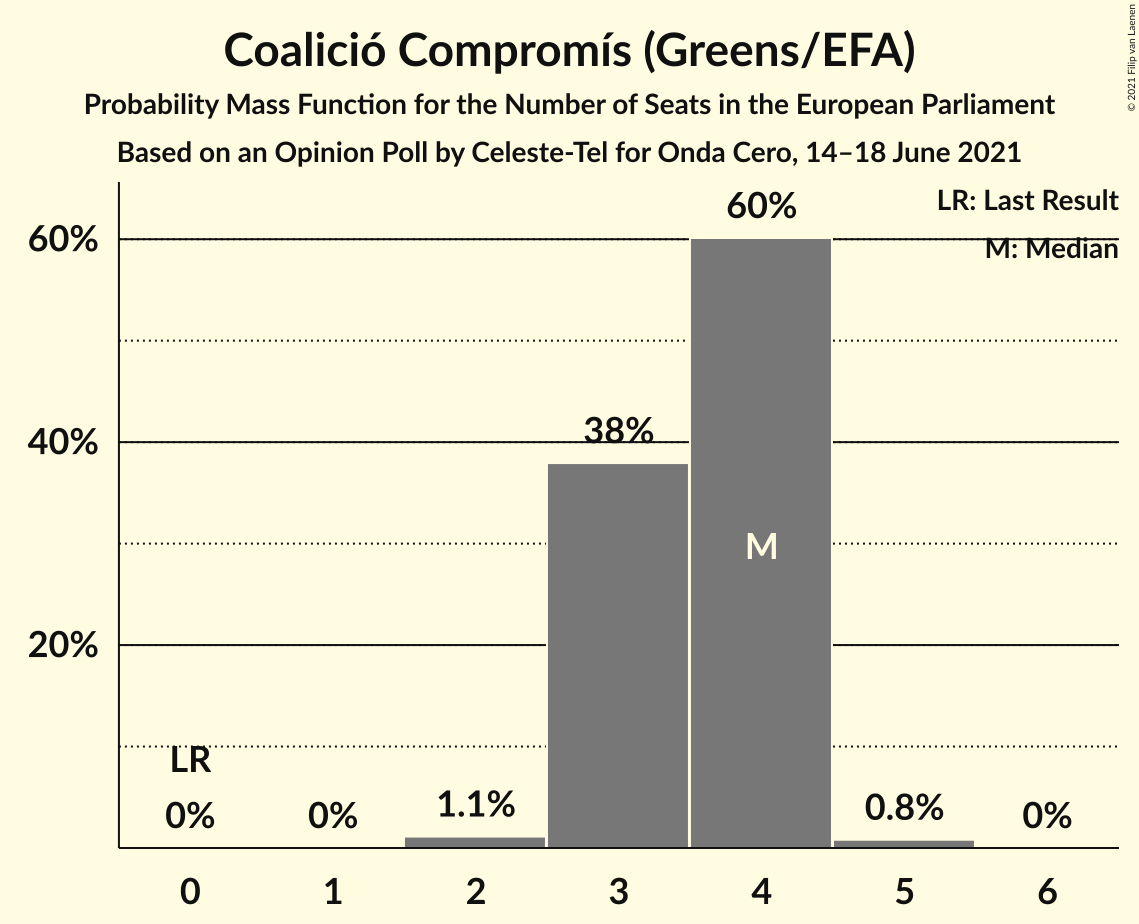 Coalició Compromís (Greens/EFA)
Probability Mass Function for the Number of Seats in the European Parliament
Based on an Opinion Poll by Celeste-Tel for Onda Cero, 14–18 June 2021
© 2021 Filip van Laenen
LR: Last Result
M: Median
60%
40%
20%
LR
0%
0%
1.1%
38%
60%
M
0.8%
0%
0 1 2 3 4 5 6